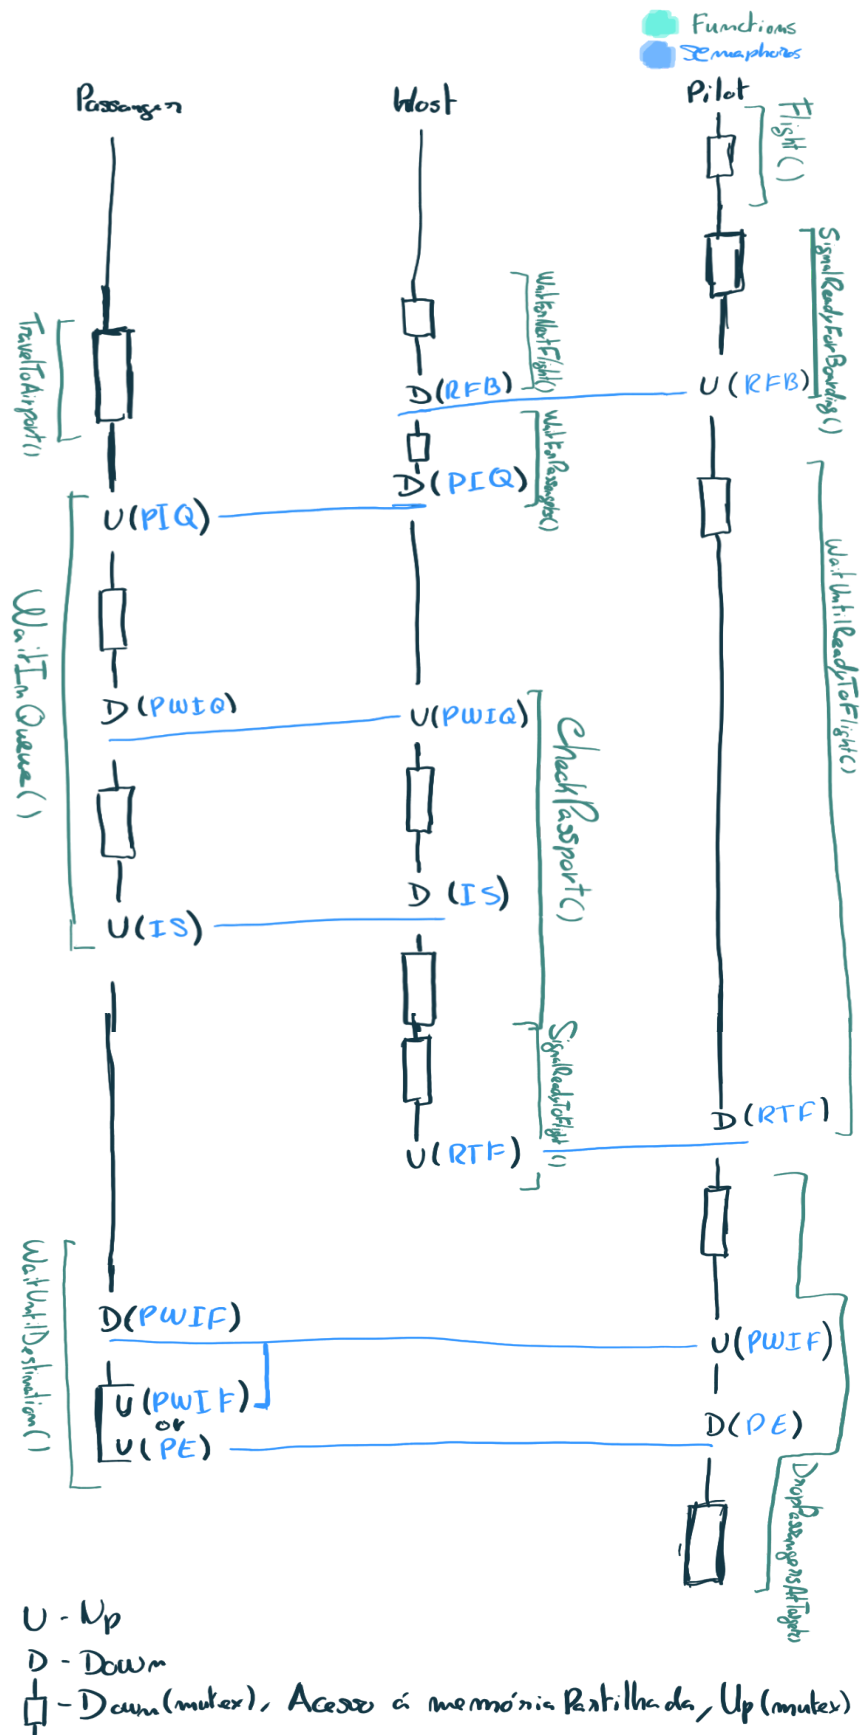 Functions
Semaphores
Passenger Host Pilot
Flight()
SignalReadyForBoarding()
WaitForNextFlight()
TravelToAirport()
D(RFB) U(RFB)
WaitForPassenger()
D(PIQ)
U(PIQ)
WaitUntilReadyToFlight()
WaitInQueue()
D(PWIQ) U(PWIQ)
CheckPassport()
D(IS)
U(IS)
SignalReadyToFlight()
D(RTF)
U(RTF)
WaitUntilDestination()
D(PWIF)
U(PWIF)
U(PWIF)
or
D(PE)
U(PE)
DropPassengersAtTarget()
U - Up
D - Down
- Down(mutex), Acesso á memória Partilhada, Up(mutex)